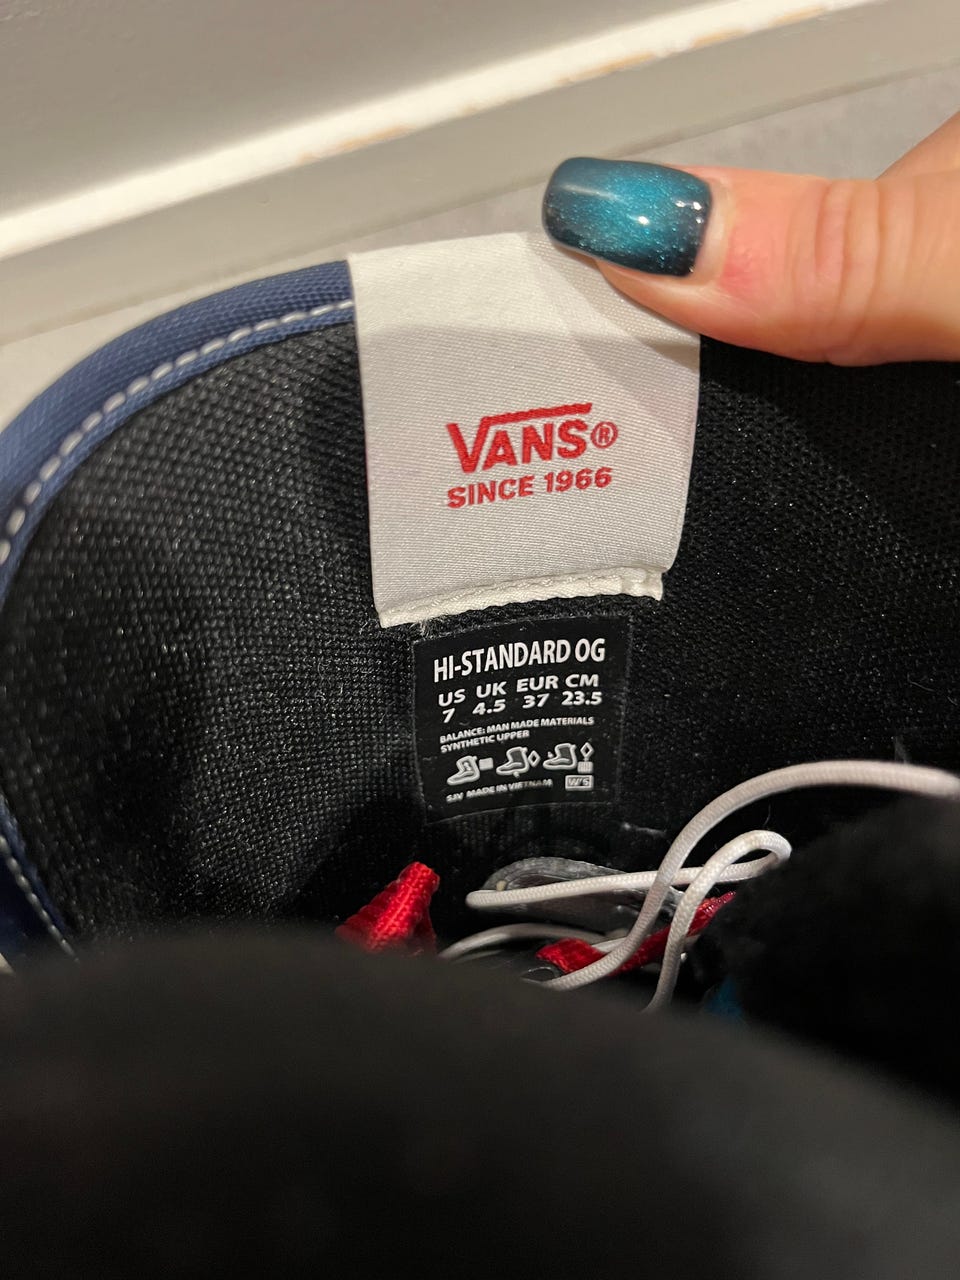 VANS®
SINCE 1966
HI-STANDARD OG
US UK EUR CM
7 4.5 37 23.5
BALANCE: MAN MADE MATERIALS
SYNTHETIC UPPER
SJV MADE IN VIETNAM W'S